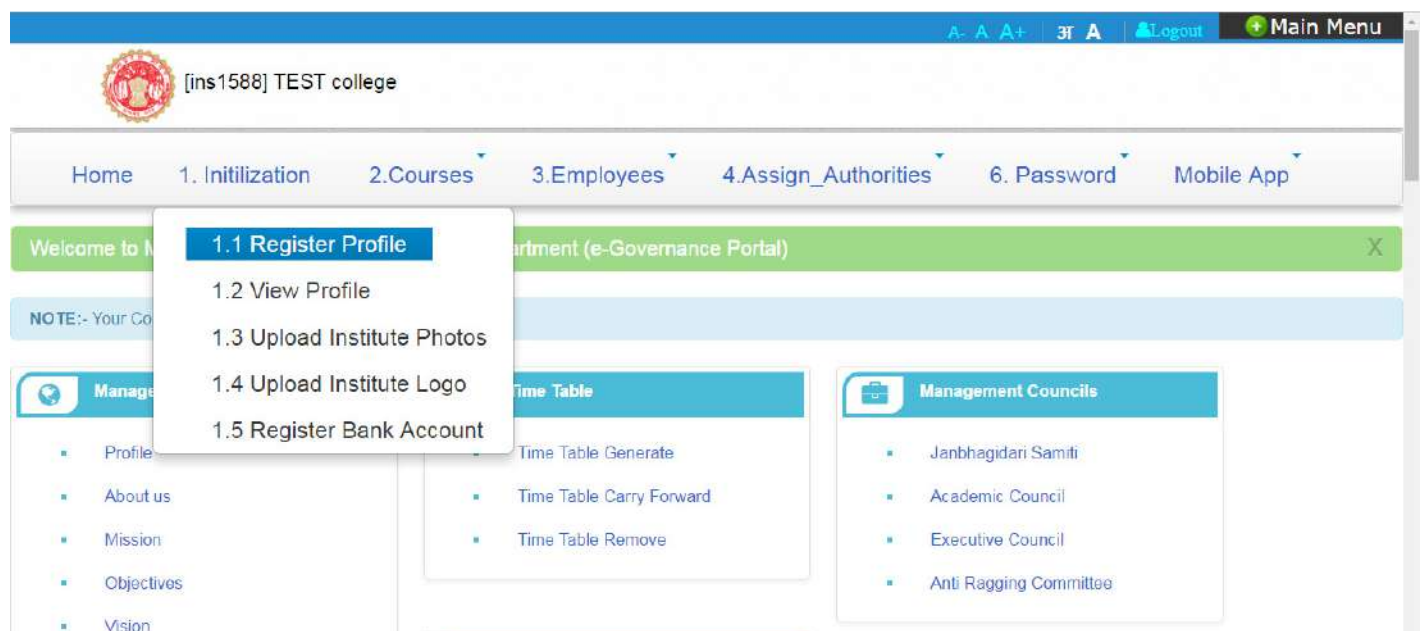 A- A A+ अ A Logout Main Menu
[ins1588] TEST college
Home 1. Initilization 2.Courses 3.Employees 4.Assign_Authorities 6. Password Mobile App
1.1 Register Profile
1.2 View Profile
1.3 Upload Institute Photos
1.4 Upload Institute Logo
1.5 Register Bank Account
Welcome to (e-Governance Portal) X
NOTE:- Your
Profile
About us
Mission
Objectives
Vision
Time Table
Time Table Generate
Time Table Carry Forward
Time Table Remove
Management Councils
Janbhagidari Samiti
Academic Council
Executive Council
Anti Ragging Committee